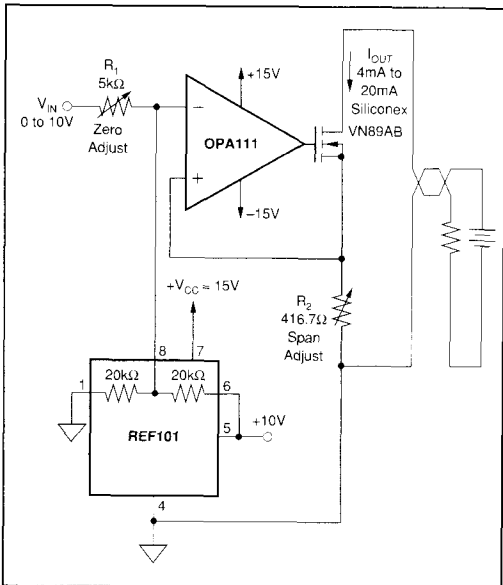 R1
5kΩ
VIN
0 to 10V
Zero
Adjust
+15V
−
OPA111
+
−15V
IOUT
4mA to
20mA
Siliconex
VN89AB
R2
416.7Ω
Span
Adjust
+VCC = 15V
8
7
1
20kΩ
20kΩ
6
5
+10V
REF101
4